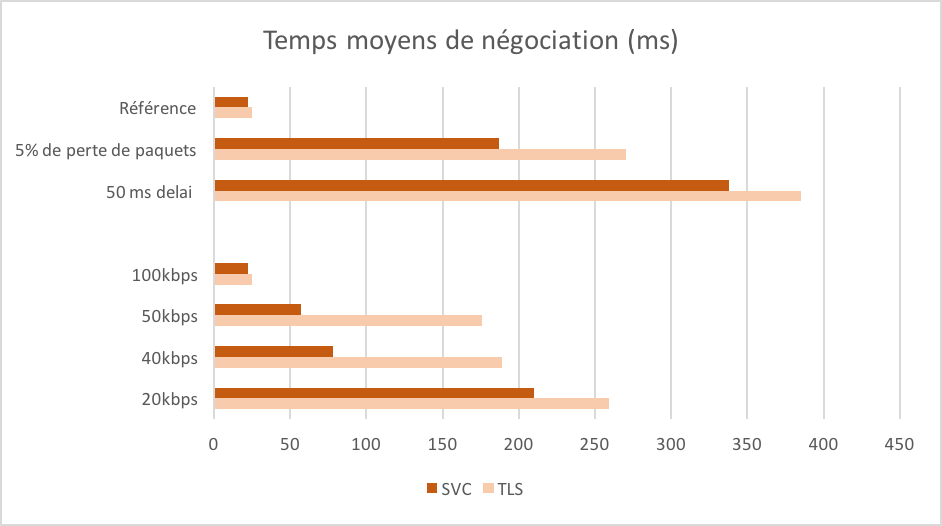 Temps moyens de négociation (ms)
Référence
5% de perte de paquets
50 ms delai
100kbps
50kbps
40kbps
20kbps
0 50 100 150 200 250 300 350 400 450
SVC TLS